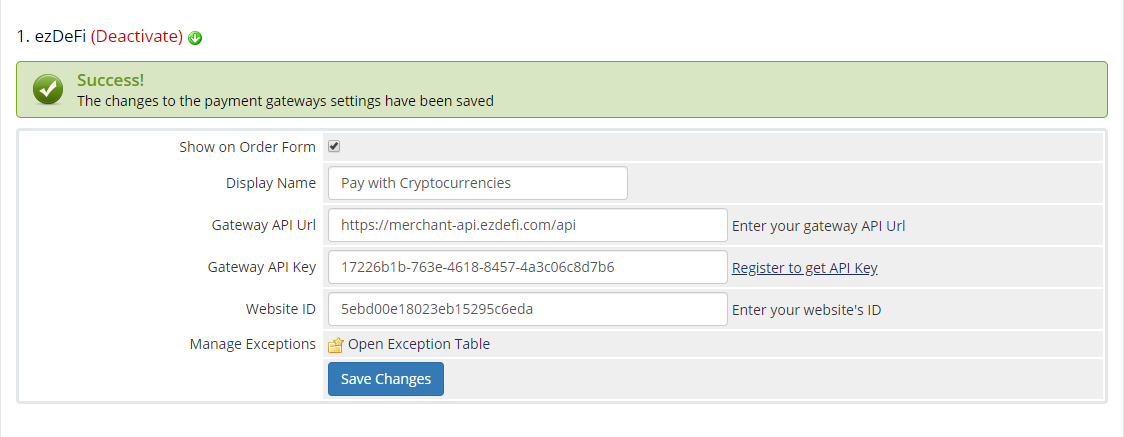 1. ezDeFi (Deactivate)
Success!
The changes to the payment gateways settings have been saved
Show on Order Form
Display Name Pay with Cryptocurrencies
Gateway API Url https://merchant-api.ezdefi.com/api Enter your gateway API Url
Gateway API Key 17226b1b-763e-4618-8457-4a3c06c8d7b6 Register to get API Key
Website ID 5ebd00e18023eb15295c6eda Enter your website's ID
Manage Exceptions Open Exception Table
Save Changes